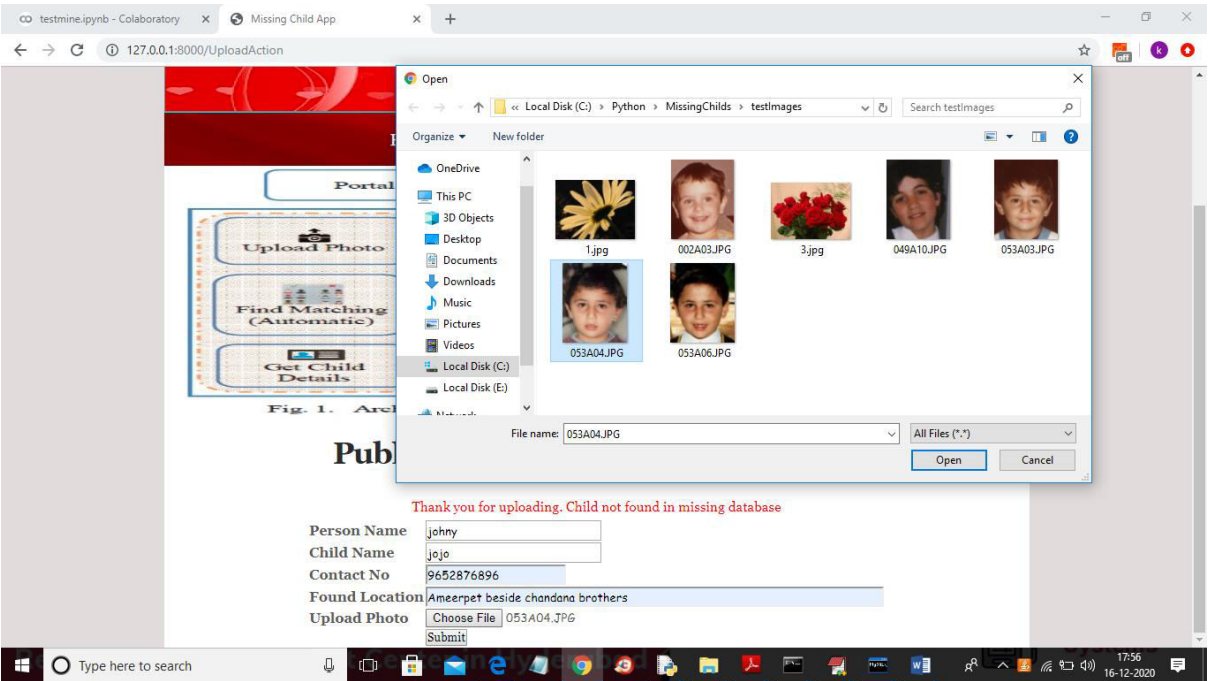 testmine.ipynb - Colaboratory
Missing Child App
127.0.0.1:8000/UploadAction
off
k
Open
« Local Disk (C:) › Python › MissingChilds › testImages
Search testImages
Organize
New folder
OneDrive
This PC
3D Objects
Desktop
Documents
Downloads
Music
Pictures
Videos
Local Disk (C:)
Local Disk (E:)
Network
1.jpg
002A03.JPG
3.jpg
049A10.JPG
053A03.JPG
053A04.JPG
053A06.JPG
File name: 053A04.JPG
All Files (*.*)
Open
Cancel
Portal
Upload Photo
Find Matching
(Automatic)
Get Child
Details
Fig. 1. Arc
Publ
Thank you for uploading. Child not found in missing database
Person Name johny
Child Name jojo
Contact No 9652876896
Found Location Ameerpet beside chandana brothers
Upload Photo Choose File 053A04.JPG
Submit
Type here to search
17:56
16-12-2020